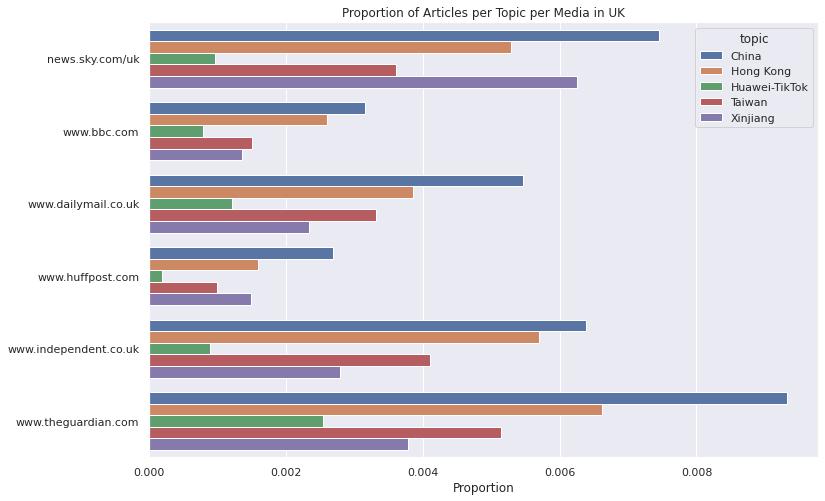 Proportion of Articles per Topic per Media in UK
topic
China
Hong Kong
Huawei-TikTok
Taiwan
Xinjiang
news.sky.com/uk
www.bbc.com
www.dailymail.co.uk
www.huffpost.com
www.independent.co.uk
www.theguardian.com
0.000 0.002 0.004 0.006 0.008
Proportion